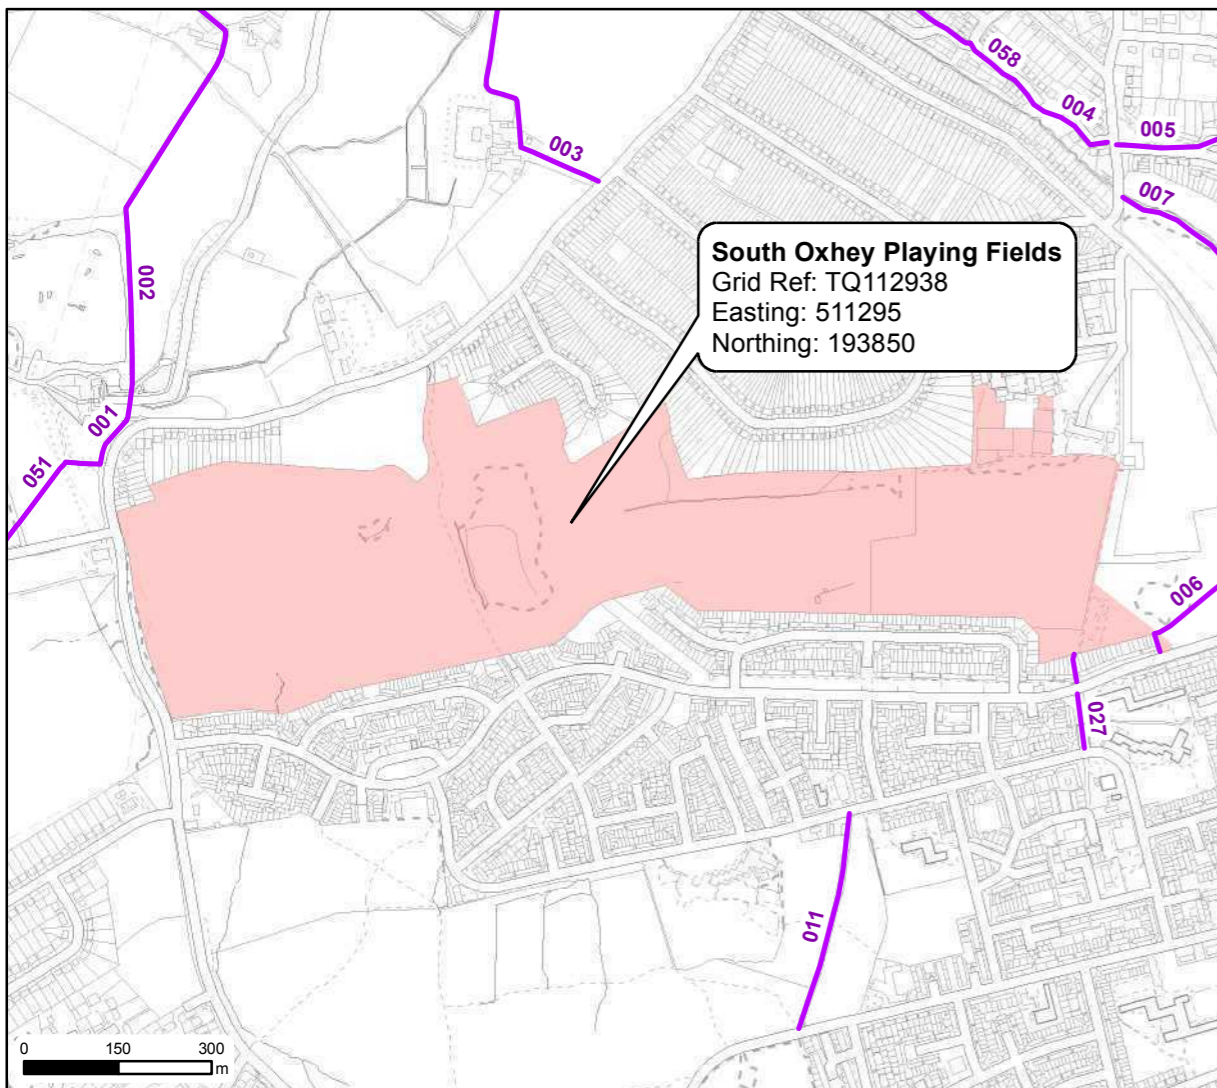 058
004
005
003
007
South Oxhey Playing Fields
Grid Ref: TQ112938
Easting: 511295
Northing: 193850
002
001
051
006
027
011
0 150 300
m